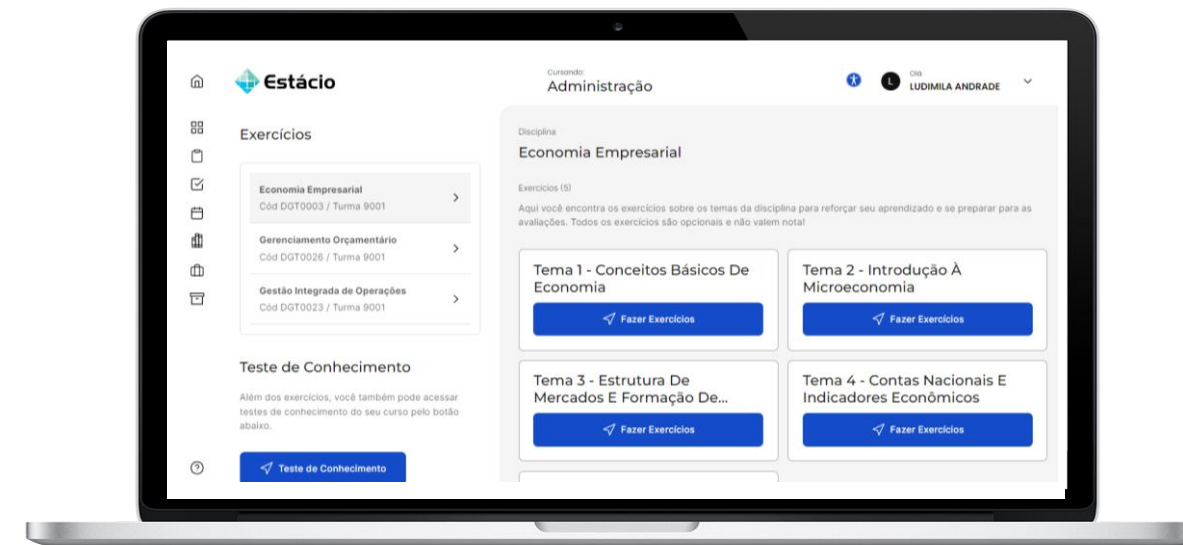 Estácio
Cursando:
Administração
L
Olá
LUDIMILA ANDRADE
Exercícios
Economia Empresarial
Cód DGT0003 / Turma 9001
Gerenciamento Orçamentário
Cód DGT0026 / Turma 9001
Gestão Integrada de Operações
Cód DGT0023 / Turma 9001
Teste de Conhecimento
Além dos exercícios, você também pode acessar
testes de conhecimento do seu curso pelo botão
abaixo.
Teste de Conhecimento
Disciplina
Economia Empresarial
Exercícios (5)
Aqui você encontra os exercícios sobre os temas da disciplina para reforçar seu aprendizado e se preparar para as
avaliações. Todos os exercícios são opcionais e não valem nota!
Tema 1 - Conceitos Básicos De
Economia
Fazer Exercícios
Tema 2 - Introdução À
Microeconomia
Fazer Exercícios
Tema 3 - Estrutura De
Mercados E Formação De...
Fazer Exercícios
Tema 4 - Contas Nacionais E
Indicadores Econômicos
Fazer Exercícios